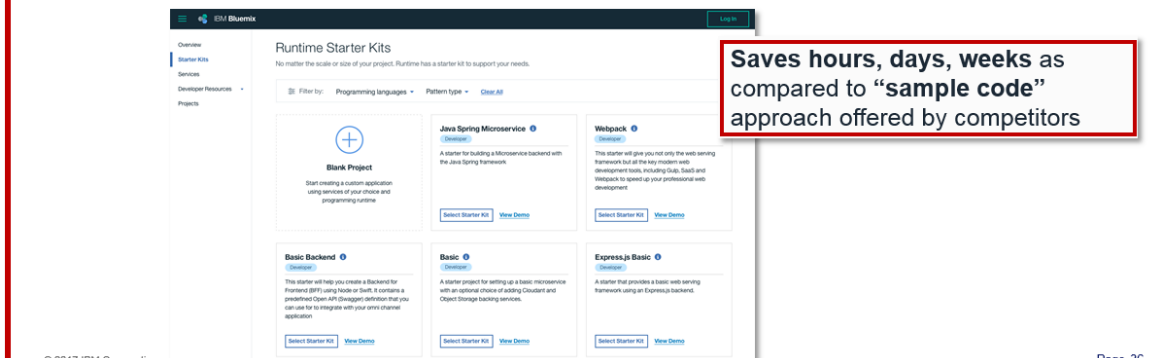 IBM Bluemix
Log In
Overview
Starter Kits
Services
Developer Resources
Projects
Runtime Starter Kits
No matter the scale or size of your project. Runtime has a starter kit to support your needs.
Filter by: Programming languages Pattern type Clear All
Saves hours, days, weeks as
compared to “sample code”
approach offered by competitors
Blank Project
Start creating a custom application
using services of your choice and
programming runtime
Java Spring Microservice
Developer
A starter for building a Microservice backend with
the Java Spring framework
Select Starter Kit View Demo
Webpack
Developer
This starter will give you not only the web serving
framework but all the key modern web
development tools, including Gulp, SaaS and
Webpack to speed up your professional web
development
Select Starter Kit View Demo
Basic Backend
Developer
This starter will help you create a Backend for
Frontend (BFF) using Node or Swift. It contains a
predefined Open API (Swagger) definition that you
can use for to integrate with your omni channel
application
Select Starter Kit View Demo
Basic
Developer
A starter project for setting up a basic microservice
with an optional choice of adding Cloudant and
Object Storage backing services.
Select Starter Kit View Demo
Express.js Basic
Developer
A starter that provides a basic web serving
framework using an Express.js backend.
Select Starter Kit View Demo